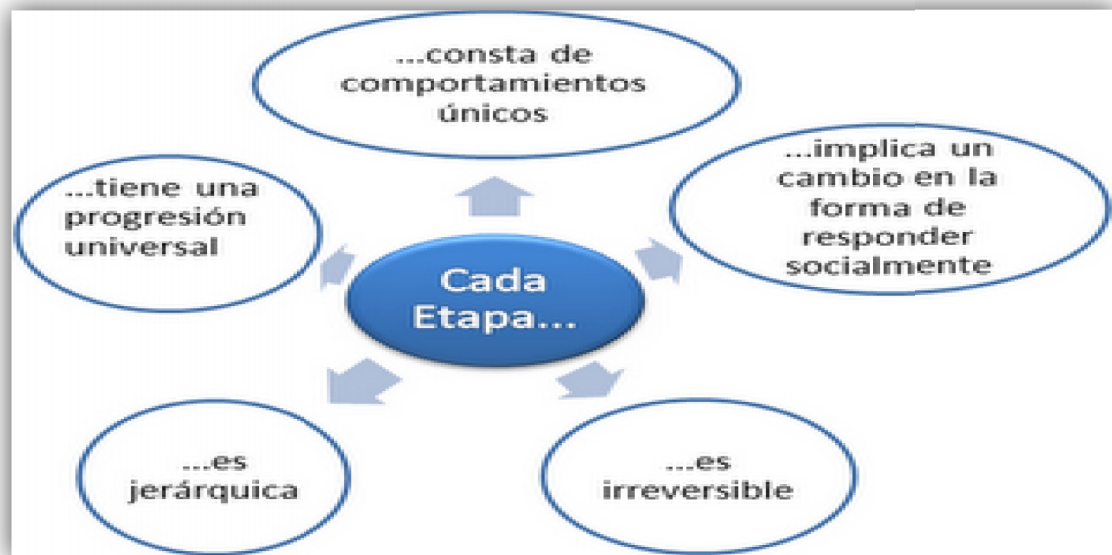 ...consta de
comportamientos
únicos
...implica un
cambio en la
forma de
responder
socialmente
...tiene una
progresión
universal
Cada
Etapa...
...es
jerárquica
...es
irreversible